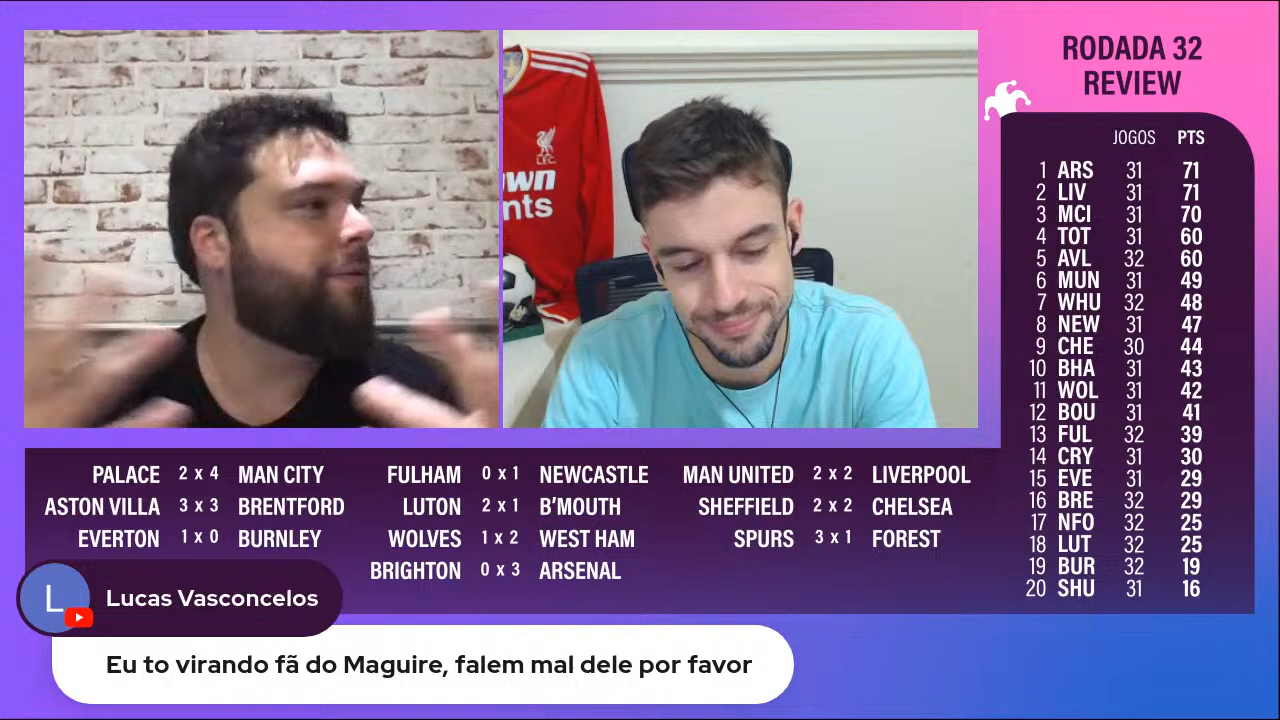 RODADA 32
REVIEW
JOGOS PTS
1 ARS 31 71
2 LIV 31 71
3 MCI 31 70
4 TOT 31 60
5 AVL 32 60
6 MUN 31 49
7 WHU 32 48
8 NEW 31 47
9 CHE 30 44
10 BHA 31 43
11 WOL 31 42
12 BOU 31 41
13 FUL 32 39
14 CRY 31 30
15 EVE 31 29
16 BRE 32 29
17 NFO 32 25
18 LUT 32 25
19 BUR 32 19
20 SHU 31 16
L.F.C.
wn
nts
PALACE 2 x 4 MAN CITY
ASTON VILLA 3 x 3 BRENTFORD
EVERTON 1 x 0 BURNLEY
FULHAM 0 x 1 NEWCASTLE
LUTON 2 x 1 B'MOUTH
WOLVES 1 x 2 WEST HAM
BRIGHTON 0 x 3 ARSENAL
MAN UNITED 2 x 2 LIVERPOOL
SHEFFIELD 2 x 2 CHELSEA
SPURS 3 x 1 FOREST
L
Lucas Vasconcelos
Eu to virando fã do Maguire, falem mal dele por favor